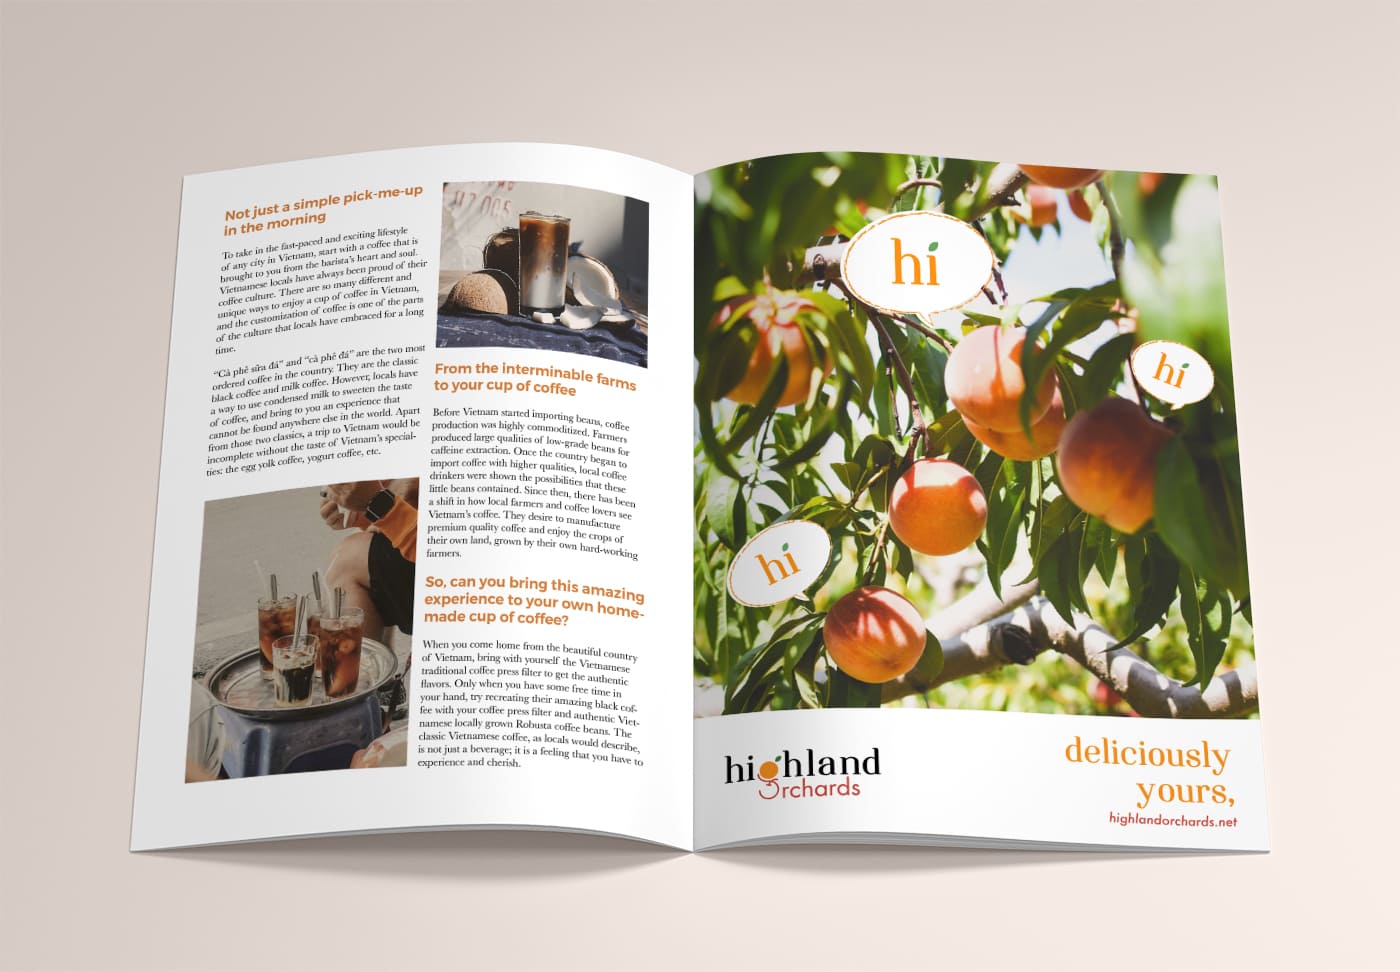 Not just a simple pick-me-up
in the morning
To take in the fast-paced and exciting lifestyle
of any city in Vietnam, start with a coffee that is
brought to you from the barista's heart and soul.
Vietnamese locals have always been proud of their
coffee culture. There are so many different and
unique ways to enjoy a cup of coffee in Vietnam,
and the customization of coffee is one of the parts
of the culture that locals have embraced for a long
time.
“Cà phê sữa đá” and “cà phê đá” are the two most
ordered coffee in the country. They are the classic
black coffee and milk coffee. However, locals have
a way to use condensed milk to sweeten the taste
of coffee, and bring to you an experience that
cannot be found anywhere else in the world. Apart
from those two classics, a trip to Vietnam would be
incomplete without the taste of Vietnam's special-
ties: the egg yolk coffee, yogurt coffee, etc.
From the interminable farms
to your cup of coffee
Before Vietnam started importing beans, coffee
production was highly commoditized. Farmers
produced large qualities of low-grade beans for
caffeine extraction. Once the country began to
import coffee with higher qualities, local coffee
drinkers were shown the possibilities that these
little beans contained. Since then, there has been
a shift in how local farmers and coffee lovers see
Vietnam's coffee. They desire to manufacture
premium quality coffee and enjoy the crops of
their own land, grown by their own hard-working
farmers.
So, can you bring this amazing
experience to your own home-
made cup of coffee?
When you come home from the beautiful country
of Vietnam, bring with yourself the Vietnamese
traditional coffee press filter to get the authentic
flavors. Only when you have some free time in
your hand, try recreating their amazing black cof-
fee with your coffee press filter and authentic Viet-
namese locally grown Robusta coffee beans. The
classic Vietnamese coffee, as locals would describe,
is not just a beverage; it is a feeling that you have to
experience and cherish.
hi
hi
hi
highland
orchards
deliciously
yours,
highlandorchards.net